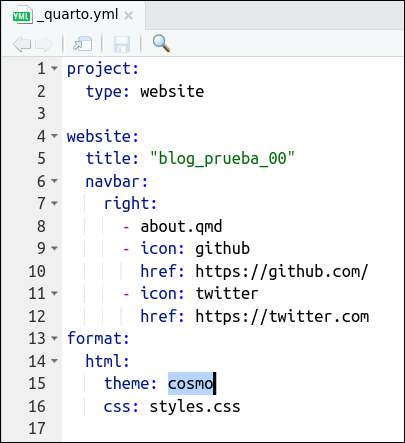 YML _quarto.yml ×
1 project:
2   type: website
3
4 website:
5   title: "blog_prueba_00"
6   navbar:
7     right:
8       - about.qmd
9       - icon: github
10         href: https://github.com/
11       - icon: twitter
12         href: https://twitter.com
13 format:
14   html:
15     theme: cosmo
16     css: styles.css
17